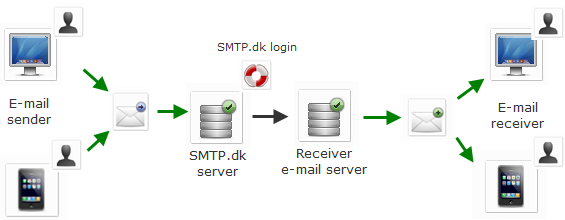 SMTP.dk login
E-mail
sender
SMTP.dk
server
Receiver
e-mail server
E-mail
receiver